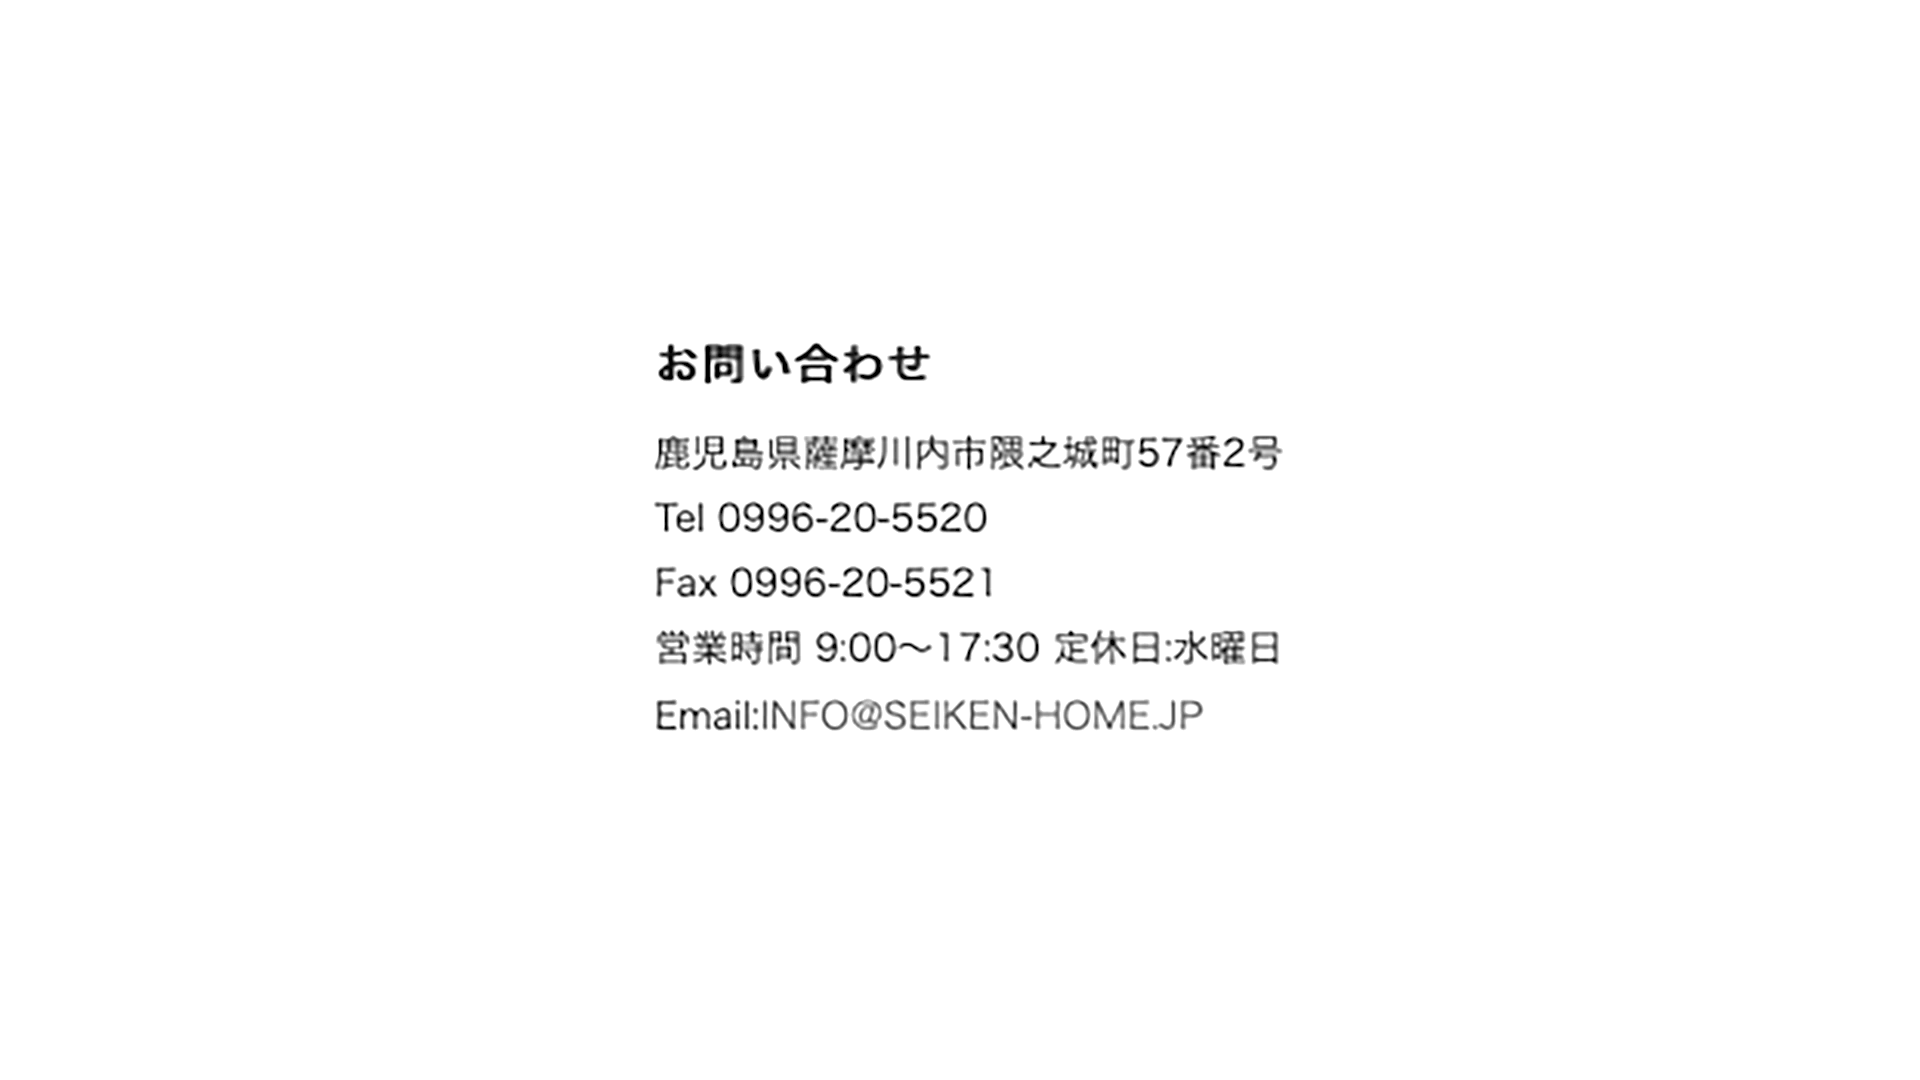 お問い合わせ
鹿児島県薩摩川内市隈之城町57番2号
Tel 0996-20-5520
Fax 0996-20-5521
営業時間 9:00〜17:30 定休日:水曜日
Email:INFO@SEIKEN-HOME.JP